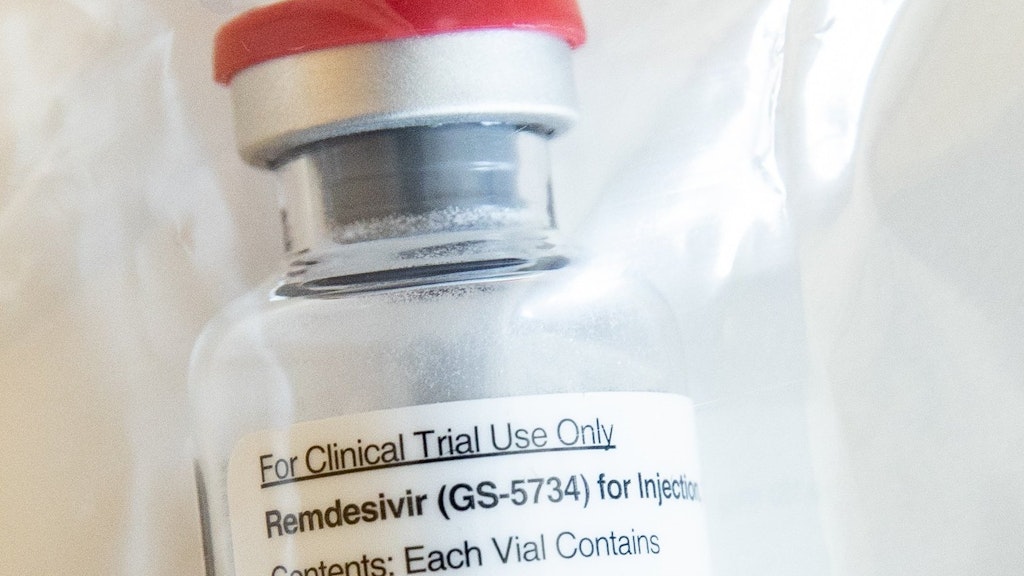 For Clinical Trial Use Only
Remdesivir (GS-5734) for Injection
Contents: Each Vial Contains